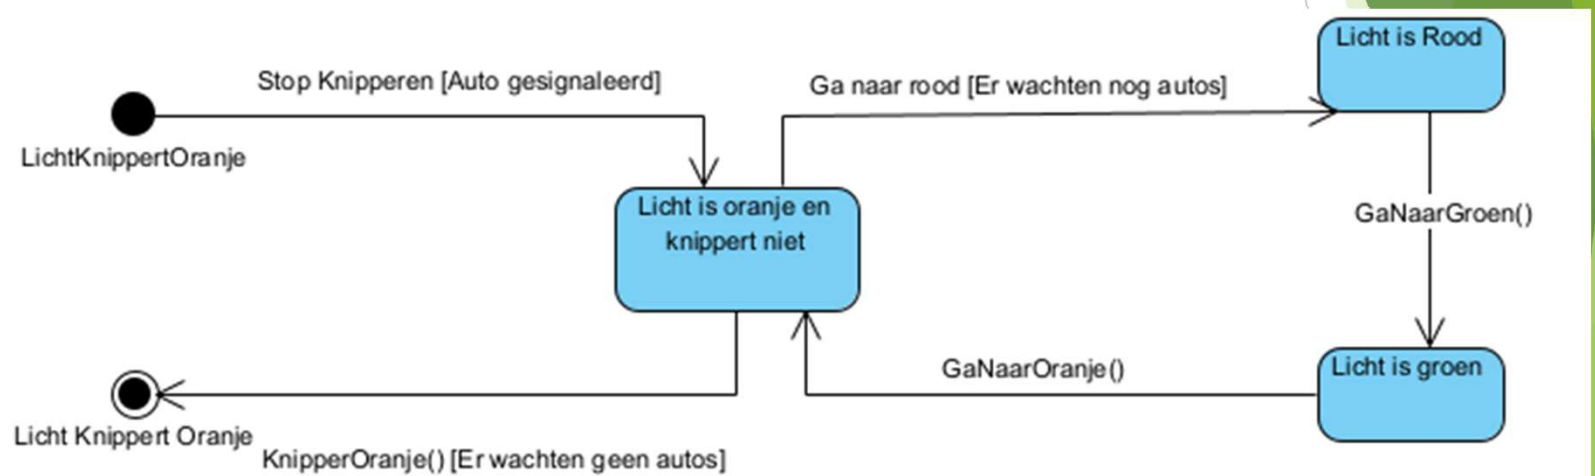 Licht is Rood
Stop Knipperen [Auto gesignaleerd]
Ga naar rood [Er wachten nog autos]
LichtKnippertOranje
Licht is oranje en
knippert niet
GaNaarGroen()
GaNaarOranje()
Licht is groen
Licht Knippert Oranje
KnipperOranje() [Er wachten geen autos]